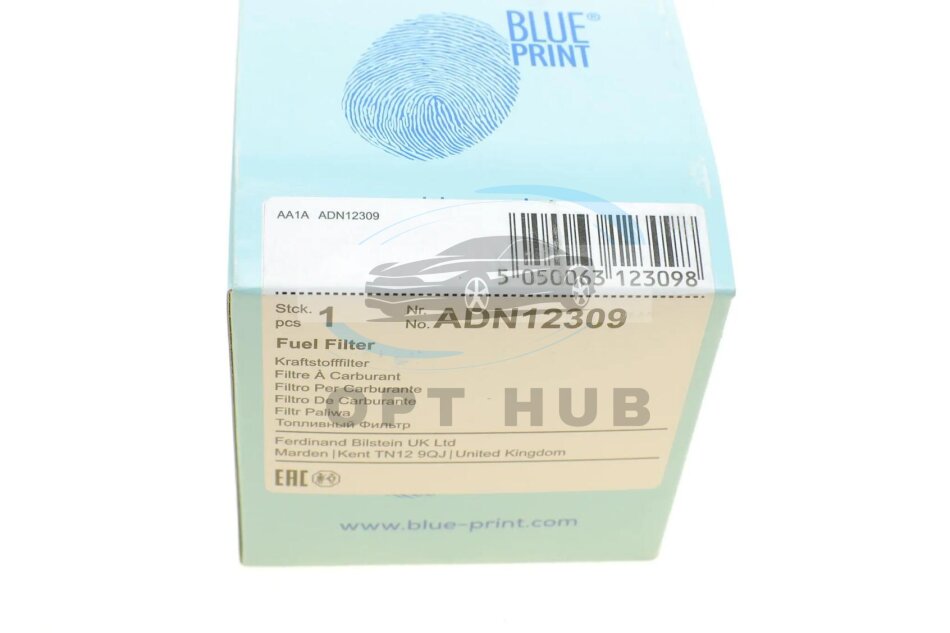 BLUE®
PRINT
AA1A ADN12309
5 050063 123098
Stck.
pcs 1
Nr.
No. ADN12309
Fuel Filter
Kraftstofffilter
Filtre À Carburant
Filtro Per Carburante
Filtro De Carburante
Filtr Paliwa
Топливный Фильтр
OPT HUB
Ferdinand Bilstein UK Ltd
Marden | Kent TN12 9QJ | United Kingdom
EAC
www.blue-print.com